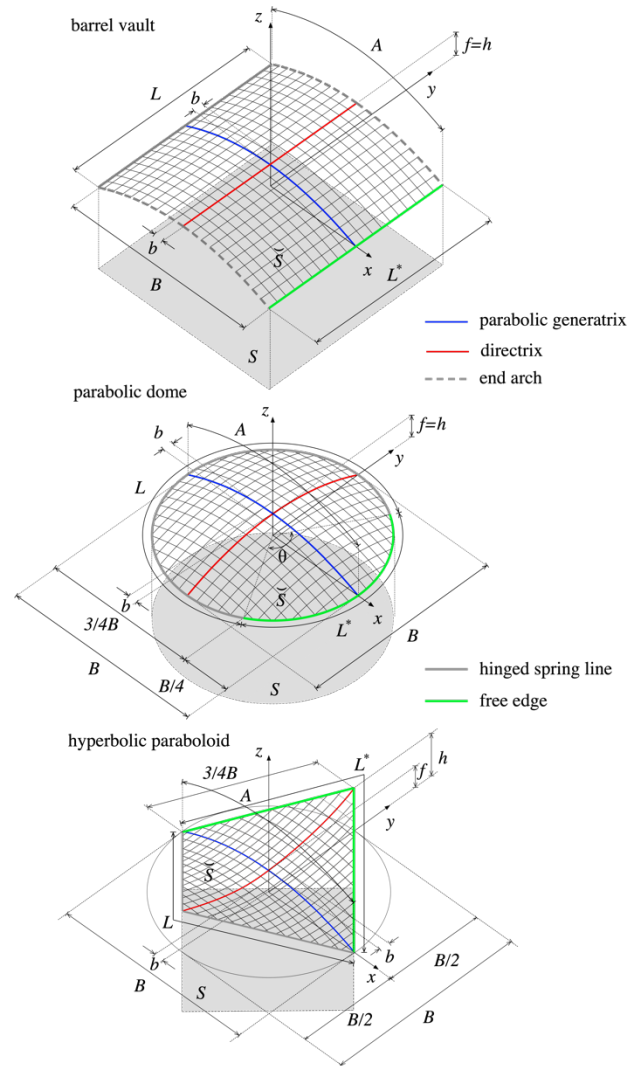 barrel vault
z
A
f=h
y
L
b
b
B
S̆
x
L*
S
parabolic generatrix
directrix
end arch
parabolic dome
z
f=h
b
A
y
L
θ
b
S̆
L*
x
3/4B
B
B
B/4
S
hinged spring line
free edge
hyperbolic paraboloid
z
L*
h
3/4B
f
A
y
S̆
L
b
b
x
B/2
B
S
B/2
B